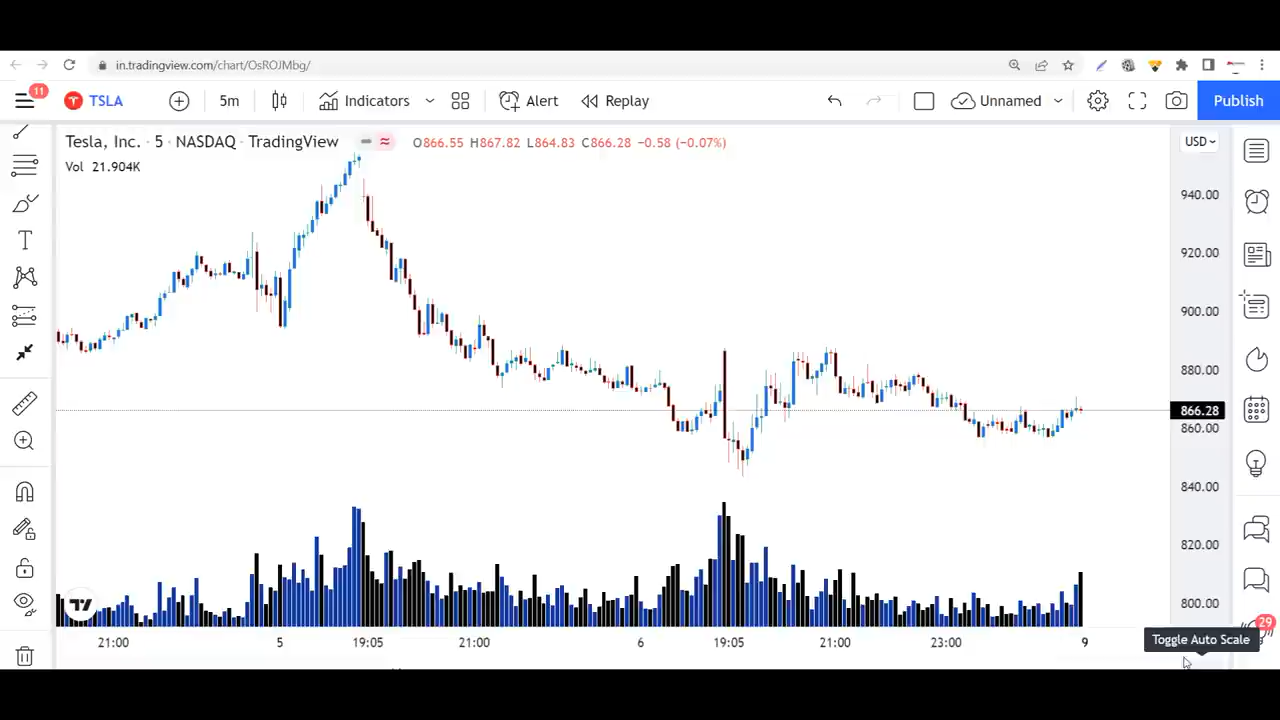 in.tradingview.com/chart/OsROJMbg/
11 TSLA 5m Indicators Alert Replay Unnamed Publish
Tesla, Inc. · 5 · NASDAQ · TradingView O866.55 H867.82 L864.83 C866.28 −0.58 (−0.07%) USD
Vol 21.904K
940.00
920.00
900.00
880.00
866.28
860.00
840.00
820.00
800.00
29
21:00 5 19:05 21:00 6 19:05 21:00 23:00 9
Toggle Auto Scale